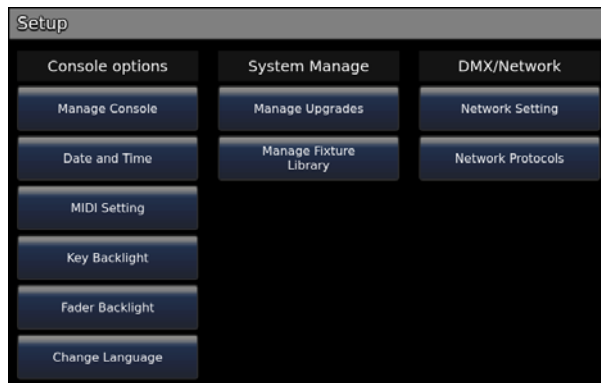 Setup
Console options
Manage Console
Date and Time
MIDI Setting
Key Backlight
Fader Backlight
Change Language
System Manage
Manage Upgrades
Manage Fixture
Library
DMX/Network
Network Setting
Network Protocols